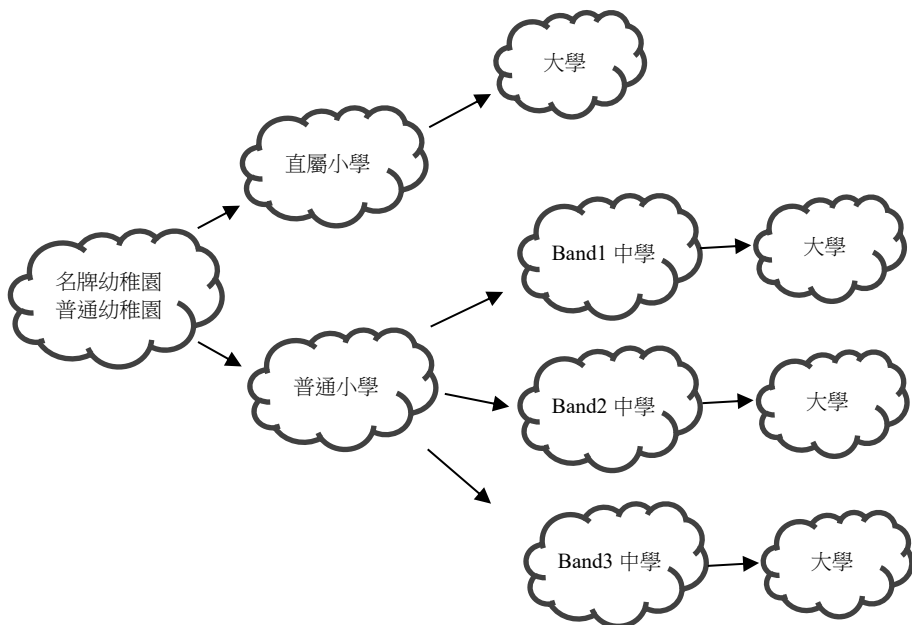 大學
直屬小學
名牌幼稚園
普通幼稚園
Band1 中學
大學
普通小學
Band2 中學
大學
Band3 中學
大學